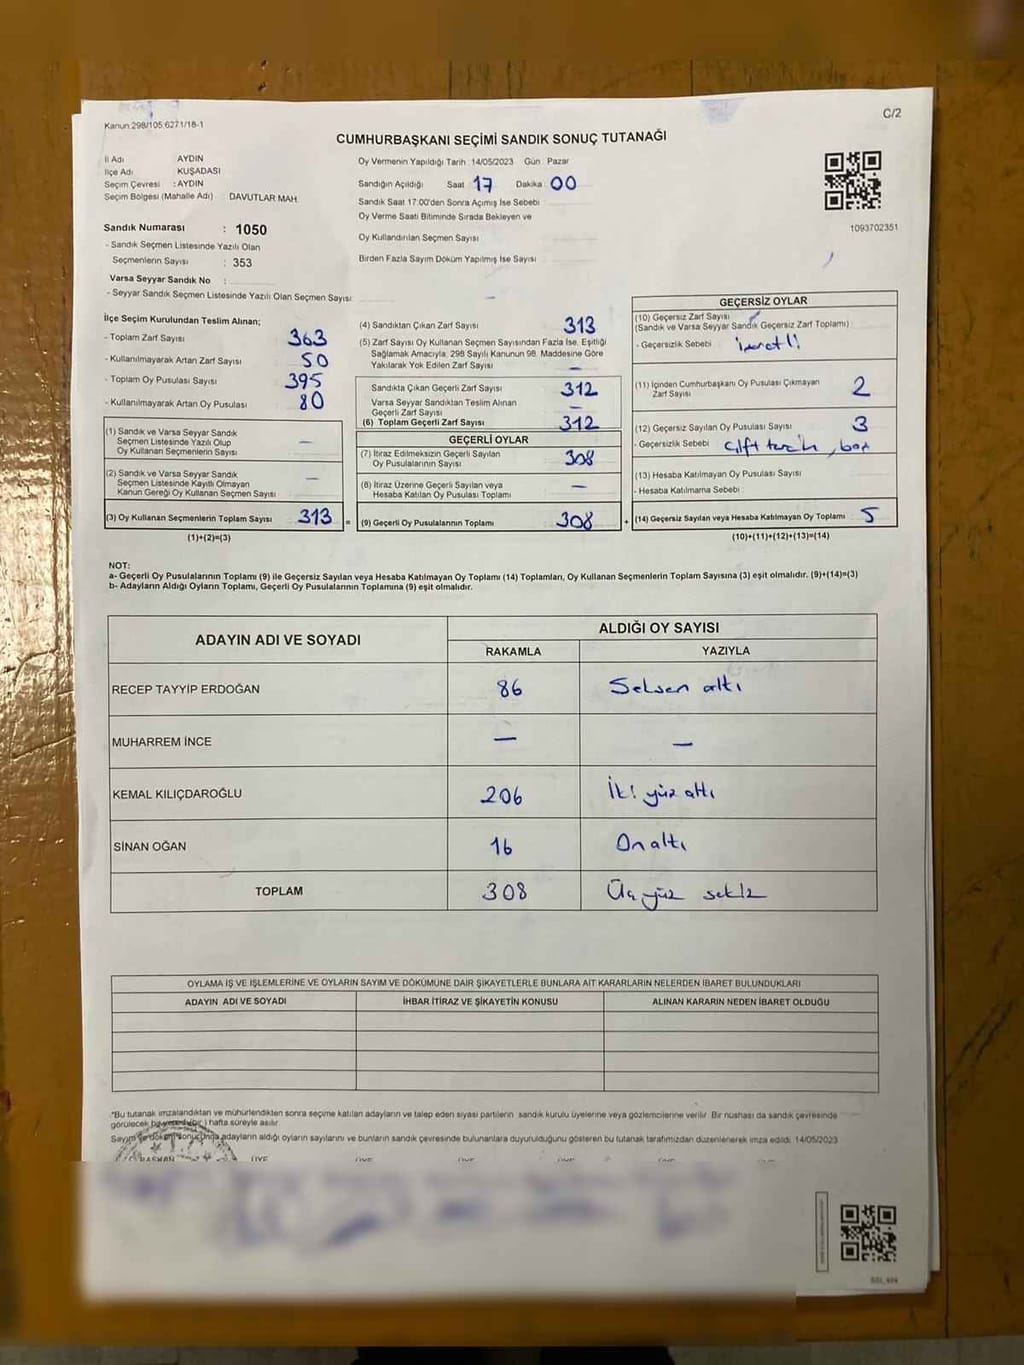 Kanun 298/105 6271/18-1
C/2
CUMHURBAŞKANI SEÇİMİ SANDIK SONUÇ TUTANAĞI
İl Adı AYDIN
İlçe Adı KUŞADASI
Seçim Çevresi : AYDIN
Seçim Bölgesi (Mahalle Adı) DAVUTLAR MAH.
Sandık Numarası : 1050
- Sandık Seçmen Listesinde Yazılı Olan
Seçmenlerin Sayısı : 353
Varsa Seyyar Sandık No :
- Seyyar Sandık Seçmen Listesinde Yazılı Olan Seçmen Sayısı: —
Oy Vermenin Yapıldığı Tarih 14/05/2023 Gün Pazar
Sandığın Açıldığı Saat 17 Dakika 00
Sandık Saat 17:00'den Sonra Açımış İse Sebebi
Oy Verme Saati Bitiminde Sırada Bekleyen ve
Oy Kullandırılan Seçmen Sayısı
Birden Fazla Sayım Döküm Yapılmış İse Sayısı
1093702351
İlçe Seçim Kurulundan Teslim Alınan;
- Toplam Zarf Sayısı 363
- Kullanılmayarak Artan Zarf Sayısı 50
- Toplam Oy Pusulası Sayısı 395
- Kullanılmayarak Artan Oy Pusulası 80
(1) Sandık ve Varsa Seyyar Sandık
Seçmen Listesinde Yazılı Olup
Oy Kullanan Seçmenlerin Sayısı —
(2) Sandık ve Varsa Seyyar Sandık
Seçmen Listesinde Kayıtlı Olmayan
Kanun Gereği Oy Kullanan Seçmen Sayısı —
(3) Oy Kullanan Seçmenlerin Toplam Sayısı 313 =
(1)+(2)=(3)
(4) Sandıktan Çıkan Zarf Sayısı 313
(5) Zarf Sayısı Oy Kullanan Seçmen Sayısından Fazla İse, Eşitliği
Sağlamak Amacıyla, 298 Sayılı Kanunun 98. Maddesine Göre
Yakılarak Yok Edilen Zarf Sayısı —
Sandıkta Çıkan Geçerli Zarf Sayısı 312
Varsa Seyyar Sandıktan Teslim Alınan
Geçerli Zarf Sayısı —
(6) Toplam Geçerli Zarf Sayısı 312
GEÇERLİ OYLAR
(7) İtiraz Edilmeksizin Geçerli Sayılan
Oy Pusulalarının Sayısı 308
(8) İtiraz Üzerine Geçerli Sayılan veya
Hesaba Katılan Oy Pusulası Toplamı —
(9) Geçerli Oy Pusulalarının Toplamı 308 +
GEÇERSİZ OYLAR
(10) Geçersiz Zarf Sayısı
(Sandık ve Varsa Seyyar Sandık Geçersiz Zarf Toplamı)
- Geçersizlik Sebebi işaretli
(11) İçinden Cumhurbaşkanı Oy Pusulası Çıkmayan
Zarf Sayısı 2
(12) Geçersiz Sayılan Oy Pusulası Sayısı 3
- Geçersizlik Sebebi Çift tercih, boş
(13) Hesaba Katılmayan Oy Pusulası Sayısı
- Hesaba Katılmama Sebebi :
(14) Geçersiz Sayılan veya Hesaba Katılmayan Oy Toplamı 5
(10)+(11)+(12)+(13)=(14)
NOT:
a- Geçerli Oy Pusulalarının Toplamı (9) ile Geçersiz Sayılan veya Hesaba Katılmayan Oy Toplamı (14) Toplamları, Oy Kullanan Seçmenlerin Toplam Sayısına (3) eşit olmalıdır. (9)+(14)=(3)
b- Adayların Aldığı Oyların Toplamı, Geçerli Oy Pusulalarının Toplamına (9) eşit olmalıdır.
ADAYIN ADI VE SOYADI ALDIĞI OY SAYISI
RAKAMLA YAZIYLA
RECEP TAYYİP ERDOĞAN 86 Seksen altı
MUHARREM İNCE — —
KEMAL KILIÇDAROĞLU 206 İki yüz altı
SİNAN OĞAN 16 On altı
TOPLAM 308 Üç yüz sekiz
OYLAMA İŞ VE İŞLEMLERİNE VE OYLARIN SAYIM VE DÖKÜMÜNE DAİR ŞİKAYETLERLE BUNLARA AİT KARARLARIN NELERDEN İBARET BULUNDUKLARI
ADAYIN ADI VE SOYADI İHBAR İTİRAZ VE ŞİKAYETİN KONUSU ALINAN KARARIN NEDEN İBARET OLDUĞU
*Bu tutanak imzalandıktan ve mühürlendikten sonra seçime katılan adayların ve talep eden siyasi partilerin sandık kurulu üyelerine veya gözlemcilerine verilir. Bir nüshası da sandık çevresinde
görülecek bir yere (bir) hafta süreyle asılır
Sayım ve döküm sonucunda adayların aldığı oyların sayılarını ve bunların sandık çevresinde bulunanlara duyurulduğunu gösteren bu tutanak tarafımızdan düzenlenerek imza edildi. 14/05/2023
BAŞKAN ÜYE ÜYE ÜYE ÜYE ÜYE ÜYE